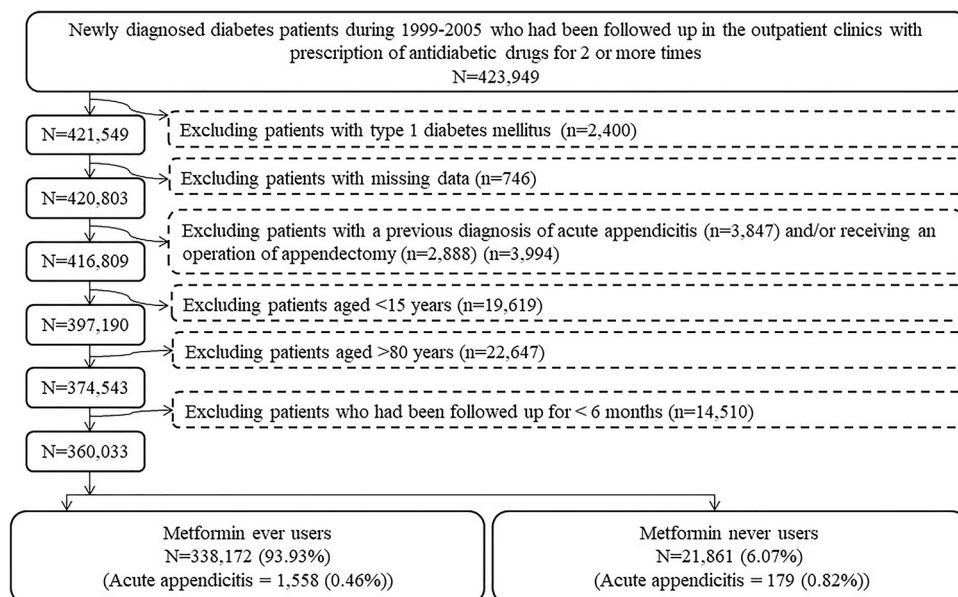 Newly diagnosed diabetes patients during 1999-2005 who had been followed up in the outpatient clinics with
prescription of antidiabetic drugs for 2 or more times
N=423,949
Excluding patients with type 1 diabetes mellitus (n=2,400)
N=421,549
Excluding patients with missing data (n=746)
N=420,803
Excluding patients with a previous diagnosis of acute appendicitis (n=3,847) and/or receiving an
operation of appendectomy (n=2,888) (n=3,994)
N=416,809
Excluding patients aged <15 years (n=19,619)
N=397,190
Excluding patients aged >80 years (n=22,647)
N=374,543
Excluding patients who had been followed up for < 6 months (n=14,510)
N=360,033
Metformin ever users
N=338,172 (93.93%)
(Acute appendicitis = 1,558 (0.46%))
Metformin never users
N=21,861 (6.07%)
(Acute appendicitis = 179 (0.82%))